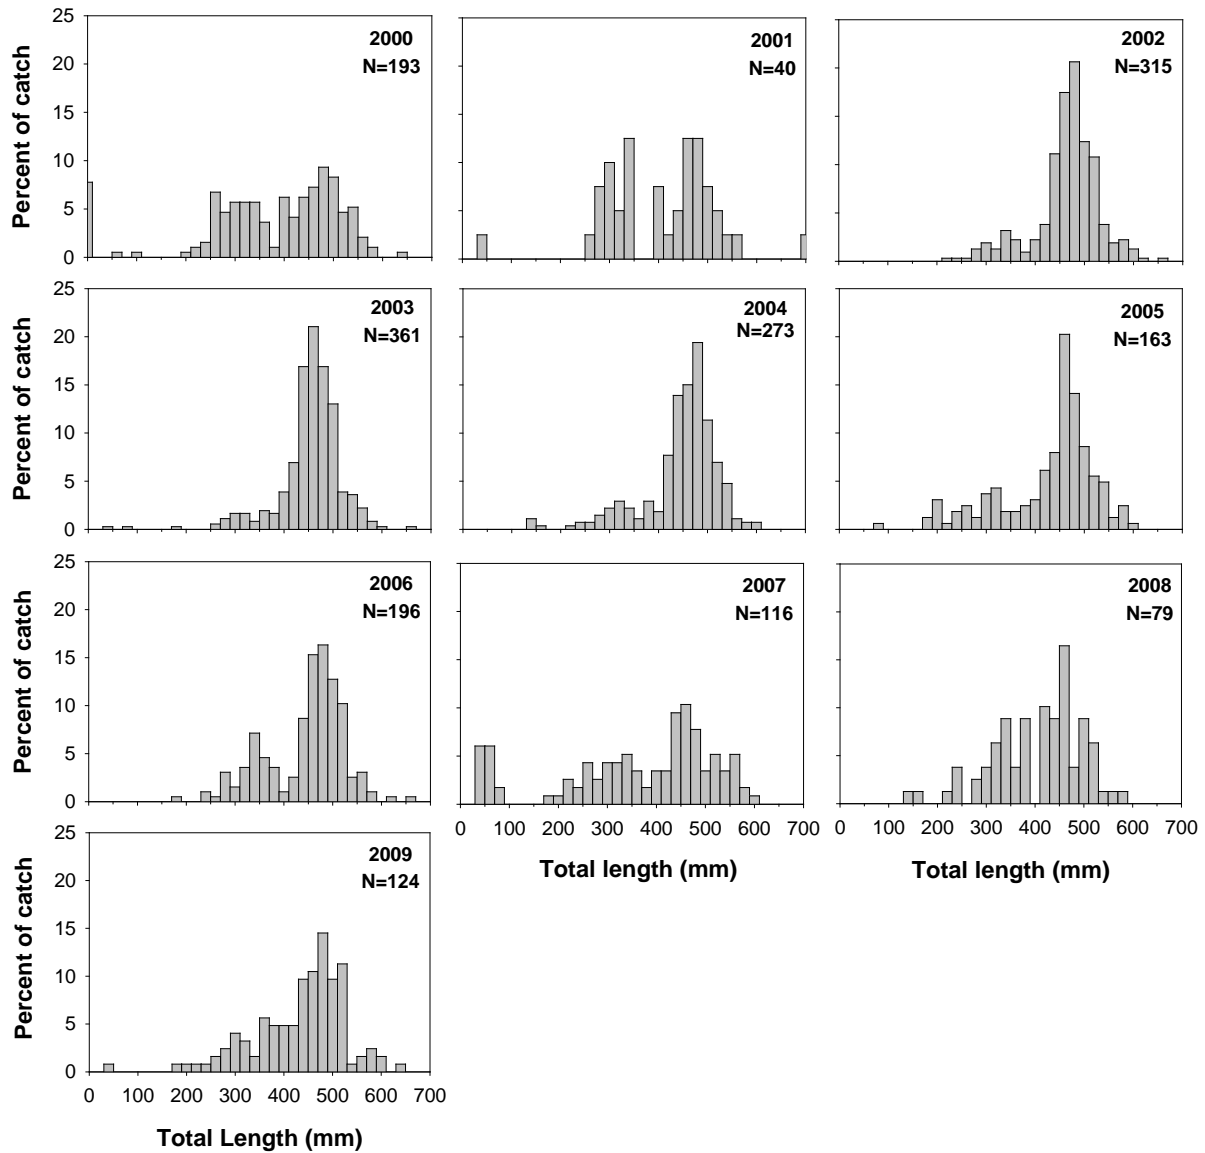 25
20
15
10
5
0
Percent of catch
2000
N=193
2001
N=40
2002
N=315
25
20
15
10
5
0
Percent of catch
2003
N=361
2004
N=273
2005
N=163
25
20
15
10
5
0
Percent of catch
2006
N=196
2007
N=116
0 100 200 300 400 500 600 700
Total length (mm)
2008
N=79
0 100 200 300 400 500 600 700
Total length (mm)
25
20
15
10
5
0
Percent of catch
2009
N=124
0 100 200 300 400 500 600 700
Total Length (mm)